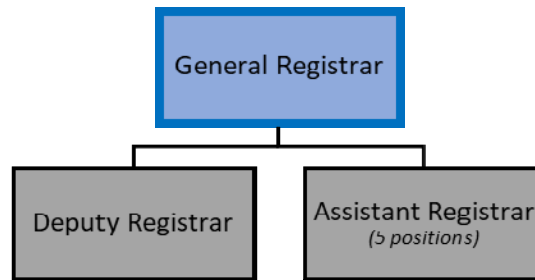 General Registrar
Deputy Registrar
Assistant Registrar
(5 positions)